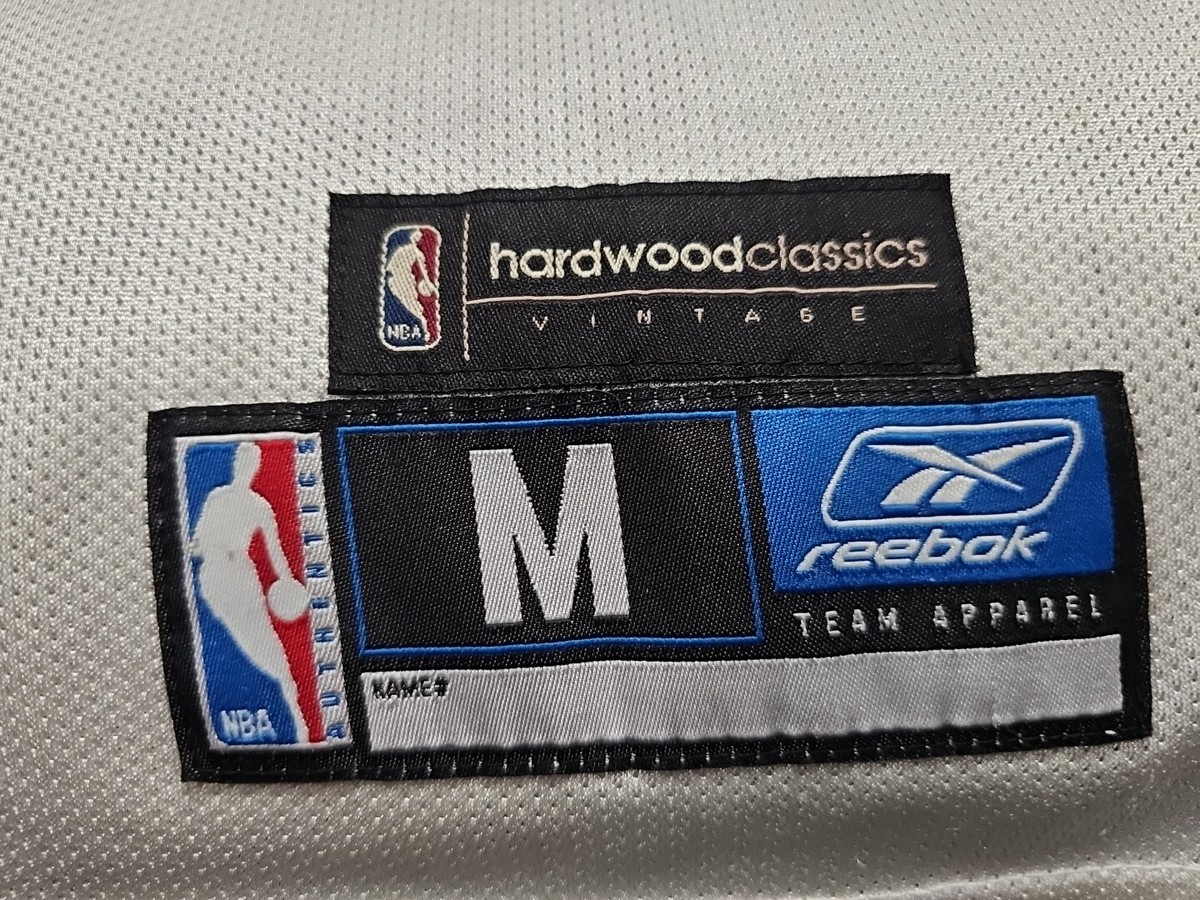 hardwoodclassics
VINTAGE
NBA
NBA
AUTHENTICS
M
reebok
TEAM APPAREL
NAME#